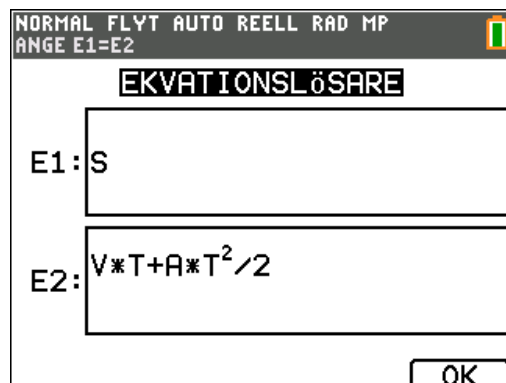 NORMAL FLYT AUTO REELL RAD MP
ANGE E1=E2
EKVATIONSLöSARE
E1:S
E2:V*T+A*T²/2
OK